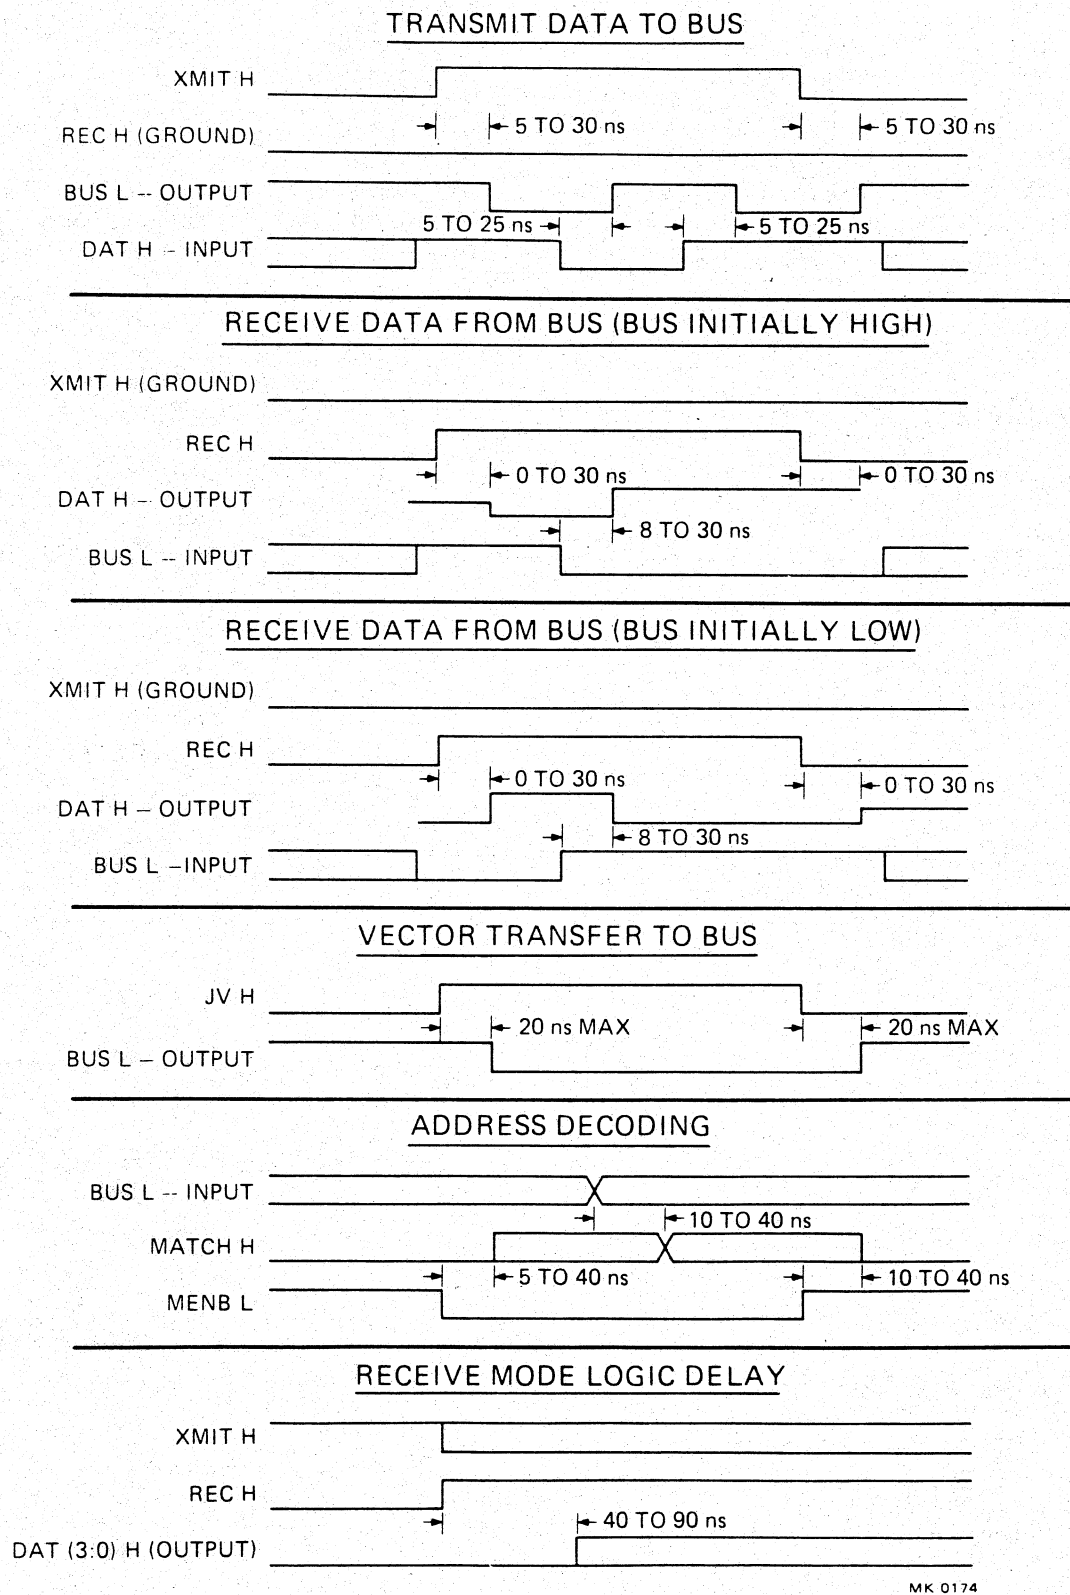 TRANSMIT DATA TO BUS
XMIT H
REC H (GROUND)
5 TO 30 ns
5 TO 30 ns
BUS L -- OUTPUT
5 TO 25 ns
5 TO 25 ns
DAT H - INPUT
RECEIVE DATA FROM BUS (BUS INITIALLY HIGH)
XMIT H (GROUND)
REC H
0 TO 30 ns
0 TO 30 ns
DAT H - OUTPUT
8 TO 30 ns
BUS L -- INPUT
RECEIVE DATA FROM BUS (BUS INITIALLY LOW)
XMIT H (GROUND)
REC H
0 TO 30 ns
0 TO 30 ns
DAT H - OUTPUT
8 TO 30 ns
BUS L -INPUT
VECTOR TRANSFER TO BUS
JV H
20 ns MAX
20 ns MAX
BUS L - OUTPUT
ADDRESS DECODING
BUS L -- INPUT
10 TO 40 ns
MATCH H
5 TO 40 ns
10 TO 40 ns
MENB L
RECEIVE MODE LOGIC DELAY
XMIT H
REC H
40 TO 90 ns
DAT (3:0) H (OUTPUT)
MK 0174